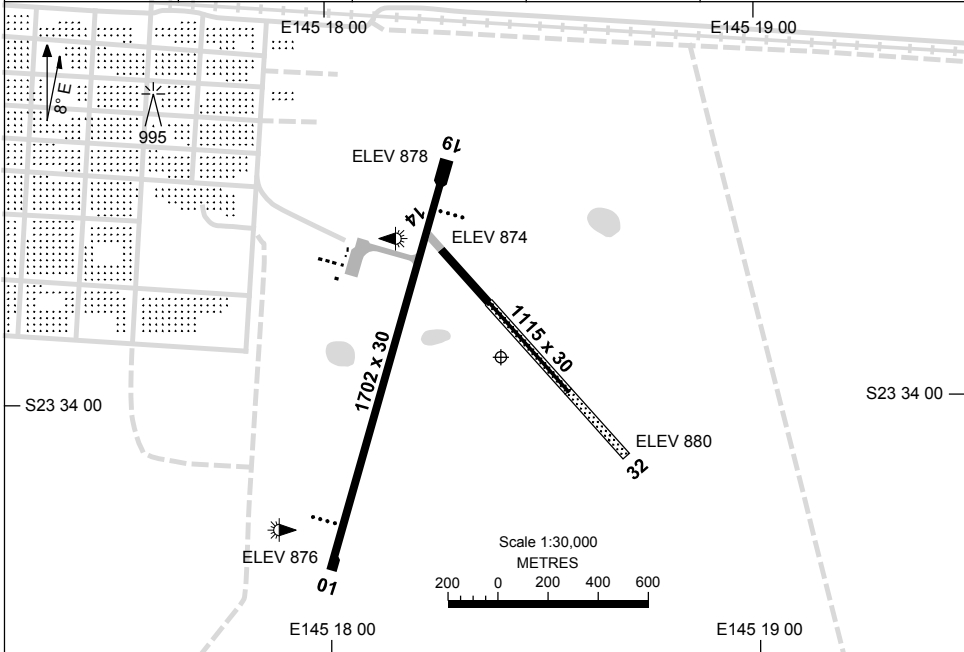 E145 18 00
E145 19 00
8° E
995
19
ELEV 878
14
ELEV 874
1115 x 30
1702 x 30
S23 34 00
S23 34 00
ELEV 880
32
Scale 1:30,000
METRES
ELEV 876
200 0 200 400 600
01
E145 18 00
E145 19 00